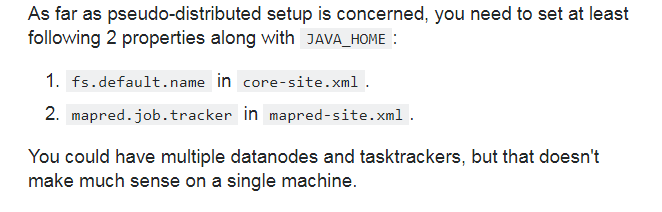 As far as pseudo-distributed setup is concerned, you need to set at least
following 2 properties along with JAVA_HOME :
1. fs.default.name in core-site.xml .
2. mapred.job.tracker in mapred-site.xml .
You could have multiple datanodes and tasktrackers, but that doesn't
make much sense on a single machine.